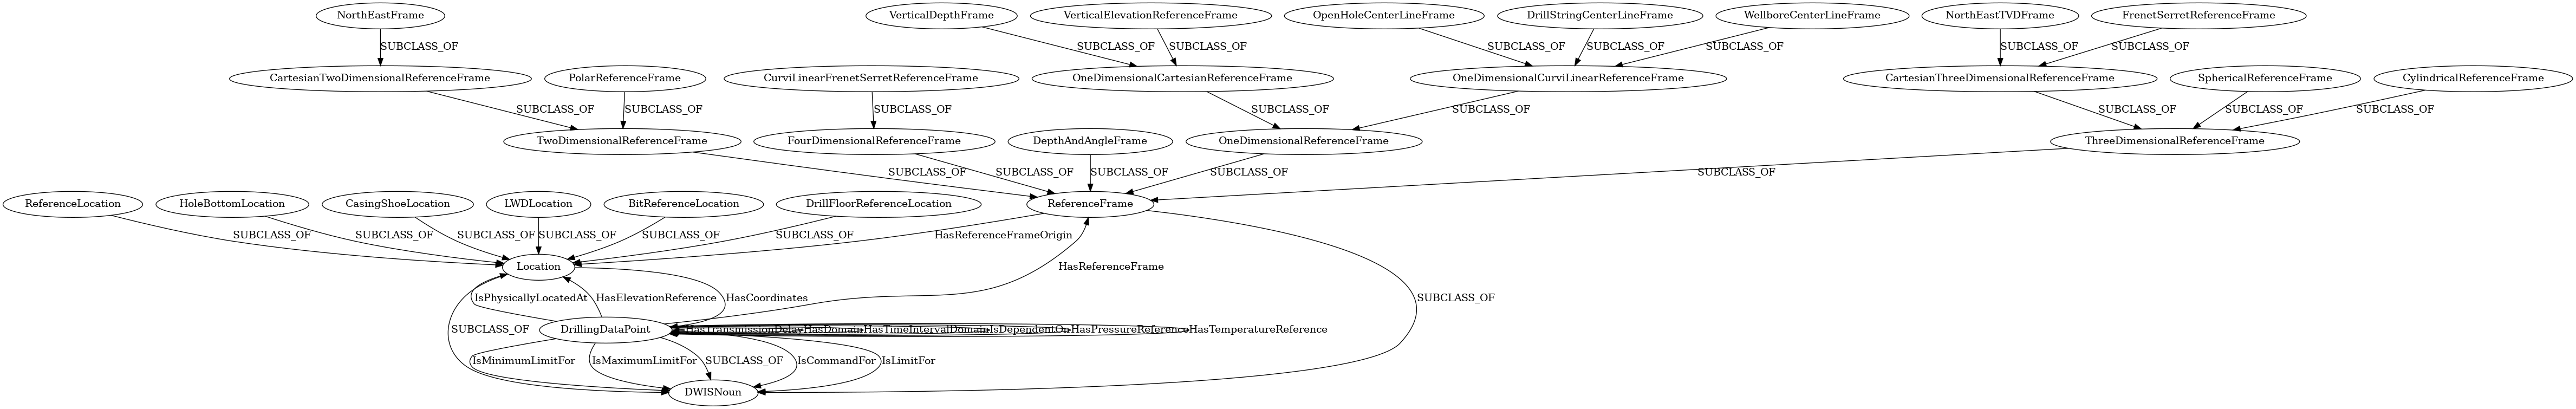 NorthEastFrame
VerticalDepthFrame
VerticalElevationReferenceFrame
OpenHoleCenterLineFrame
DrillStringCenterLineFrame
WellboreCenterLineFrame
NorthEastTVDFrame
FrenetSerretReferenceFrame
SUBCLASS_OF
SUBCLASS_OF
SUBCLASS_OF
SUBCLASS_OF
SUBCLASS_OF
SUBCLASS_OF
SUBCLASS_OF
SUBCLASS_OF
CartesianTwoDimensionalReferenceFrame
PolarReferenceFrame
CurviLinearFrenetSerretReferenceFrame
OneDimensionalCartesianReferenceFrame
OneDimensionalCurviLinearReferenceFrame
CartesianThreeDimensionalReferenceFrame
SphericalReferenceFrame
CylindricalReferenceFrame
SUBCLASS_OF
SUBCLASS_OF
SUBCLASS_OF
SUBCLASS_OF
SUBCLASS_OF
SUBCLASS_OF
SUBCLASS_OF
SUBCLASS_OF
TwoDimensionalReferenceFrame
FourDimensionalReferenceFrame
DepthAndAngleFrame
OneDimensionalReferenceFrame
ThreeDimensionalReferenceFrame
SUBCLASS_OF
SUBCLASS_OF
SUBCLASS_OF
SUBCLASS_OF
SUBCLASS_OF
ReferenceLocation
HoleBottomLocation
CasingShoeLocation
LWDLocation
BitReferenceLocation
DrillFloorReferenceLocation
ReferenceFrame
SUBCLASS_OF
SUBCLASS_OF
SUBCLASS_OF
SUBCLASS_OF
SUBCLASS_OF
SUBCLASS_OF
HasReferenceFrameOrigin
Location
HasReferenceFrame
IsPhysicallyLocatedAt
HasElevationReference
HasCoordinates
SUBCLASS_OF
SUBCLASS_OF
DrillingDataPoint
HasTransmissionDelay
HasDomain
HasTimeIntervalDomain
IsDependentOn
HasPressureReference
HasTemperatureReference
IsMinimumLimitFor
IsMaximumLimitFor
SUBCLASS_OF
IsCommandFor
IsLimitFor
DWISNoun